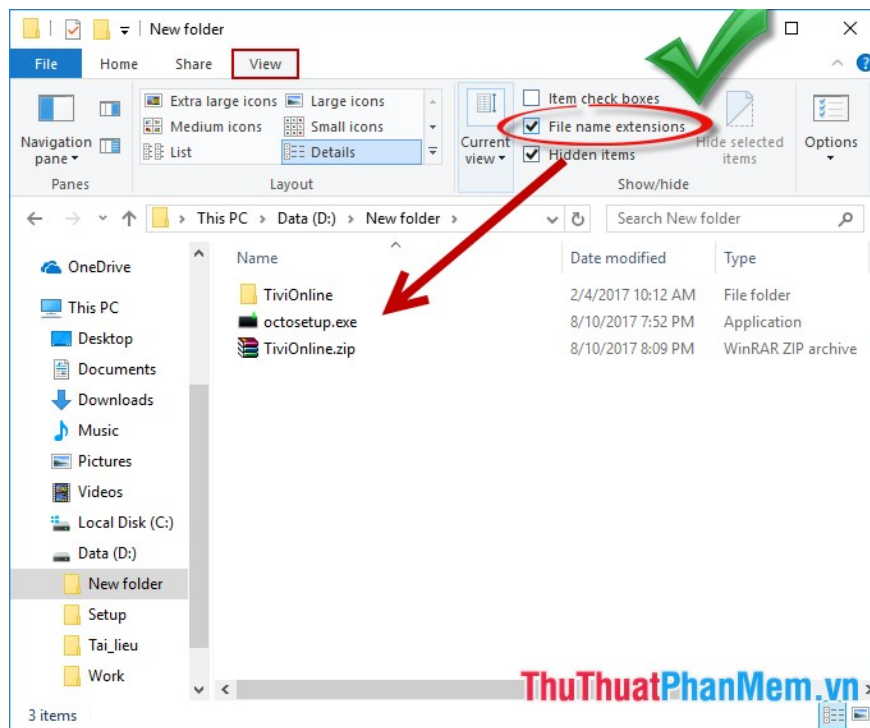 New folder
File Home Share View
Extra large icons Large icons
Medium icons Small icons
List Details
Navigation pane
Panes
Layout
Current view
Item check boxes
File name extensions
Hidden items
Hide selected items
Show/hide
Options
This PC > Data (D:) > New folder >
Search New folder
OneDrive
This PC
Desktop
Documents
Downloads
Music
Pictures
Videos
Local Disk (C:)
Data (D:)
New folder
Setup
Tai_lieu
Work
Name Date modified Type
TiviOnline 2/4/2017 10:12 AM File folder
octosetup.exe 8/10/2017 7:52 PM Application
TiviOnline.zip 8/10/2017 8:09 PM WinRAR ZIP archive
ThuThuatPhanMem.vn
3 items